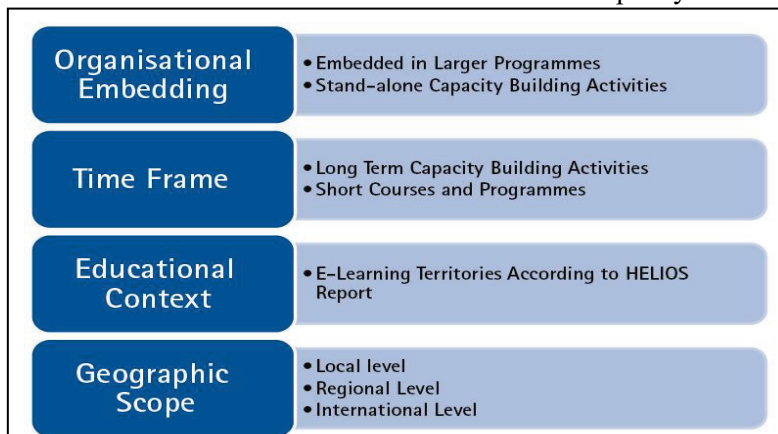 Organisational
Embedding
• Embedded in Larger Programmes
• Stand-alone Capacity Building Activities
Time Frame
• Long Term Capacity Building Activities
• Short Courses and Programmes
Educational
Context
• E-Learning Territories According to HELIOS
Report
Geographic
Scope
• Local level
• Regional Level
• International Level